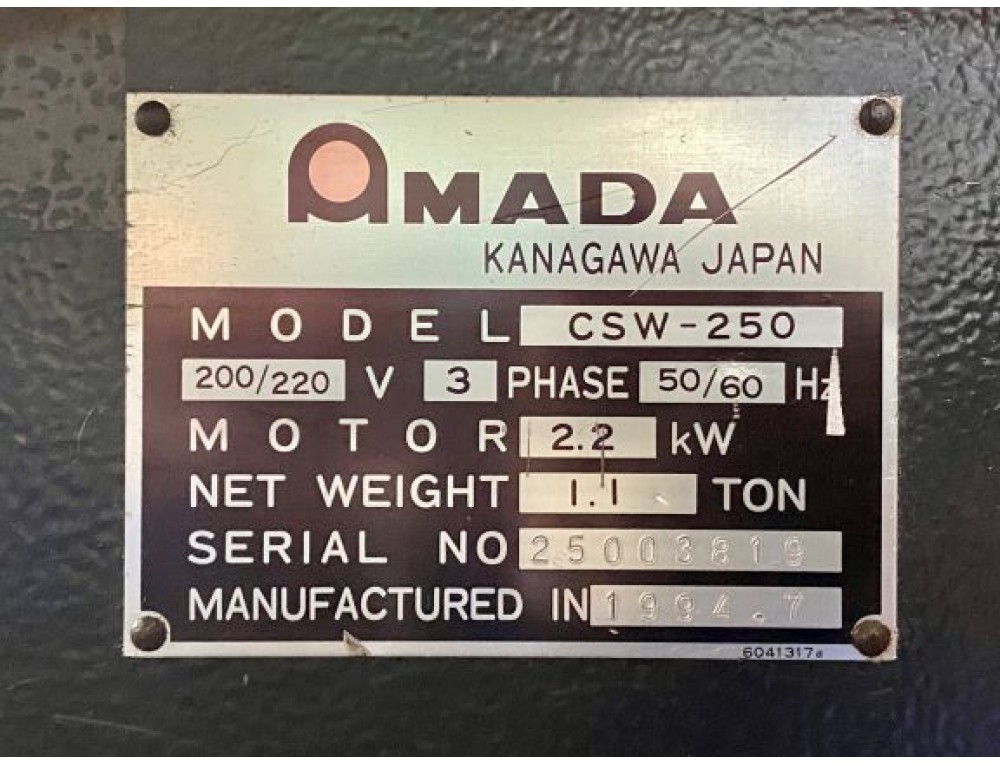 AMADA
KANAGAWA JAPAN
MODEL CSW-250
200/220 V 3 PHASE 50/60 Hz
MOTOR 2.2 kW
NET WEIGHT 1.1 TON
SERIAL NO 25003819
MANUFACTURED IN 1994.7
6041317a